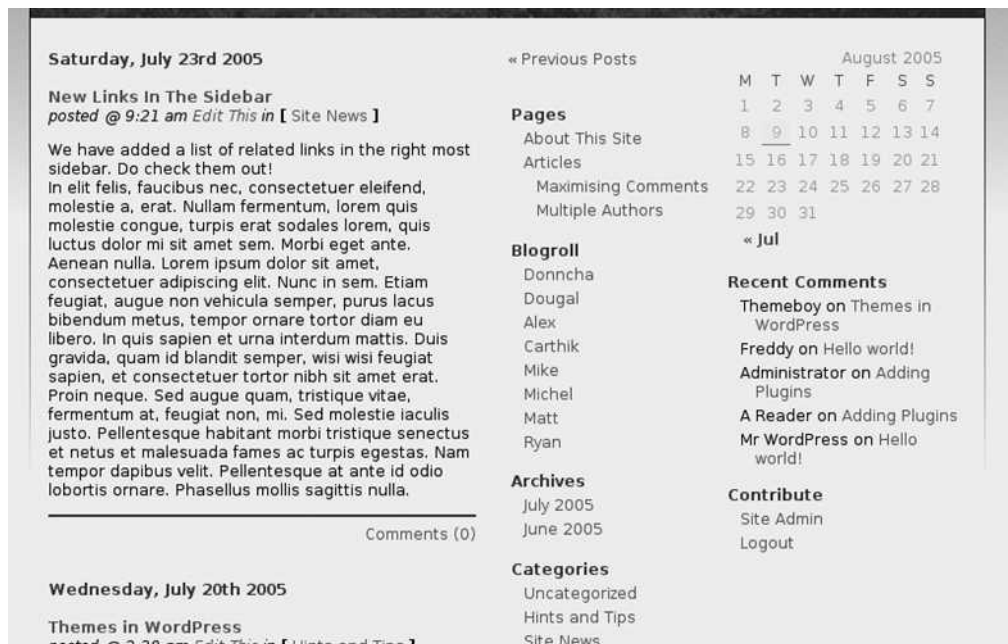 Saturday, July 23rd 2005
New Links In The Sidebar
posted @ 9:21 am Edit This in [ Site News ]
We have added a list of related links in the right most
sidebar. Do check them out!
In elit felis, faucibus nec, consectetuer eleifend,
molestie a, erat. Nullam fermentum, lorem quis
molestie congue, turpis erat sodales lorem, quis
luctus dolor mi sit amet sem. Morbi eget ante.
Aenean nulla. Lorem ipsum dolor sit amet,
consectetuer adipiscing elit. Nunc in sem. Etiam
feugiat, augue non vehicula semper, purus lacus
bibendum metus, tempor ornare tortor diam eu
libero. In quis sapien et urna interdum mattis. Duis
gravida, quam id blandit semper, wisi wisi feugiat
sapien, et consectetuer tortor nibh sit amet erat.
Proin neque. Sed augue quam, tristique vitae,
fermentum at, feugiat non, mi. Sed molestie iaculis
justo. Pellentesque habitant morbi tristique senectus
et netus et malesuada fames ac turpis egestas. Nam
tempor dapibus velit. Pellentesque at ante id odio
lobortis ornare. Phasellus mollis sagittis nulla.
Comments (0)
Wednesday, July 20th 2005
Themes in WordPress
posted @ 2:30 am Edit This in [ Hints and Tips ]
« Previous Posts
Pages
About This Site
Articles
Maximising Comments
Multiple Authors
Blogroll
Donncha
Dougal
Alex
Carthik
Mike
Michel
Matt
Ryan
Archives
July 2005
June 2005
Categories
Uncategorized
Hints and Tips
Site News
August 2005
M T W T F S S
1 2 3 4 5 6 7
8 9 10 11 12 13 14
15 16 17 18 19 20 21
22 23 24 25 26 27 28
29 30 31
« Jul
Recent Comments
Themeboy on Themes in
WordPress
Freddy on Hello world!
Administrator on Adding
Plugins
A Reader on Adding Plugins
Mr WordPress on Hello
world!
Contribute
Site Admin
Logout